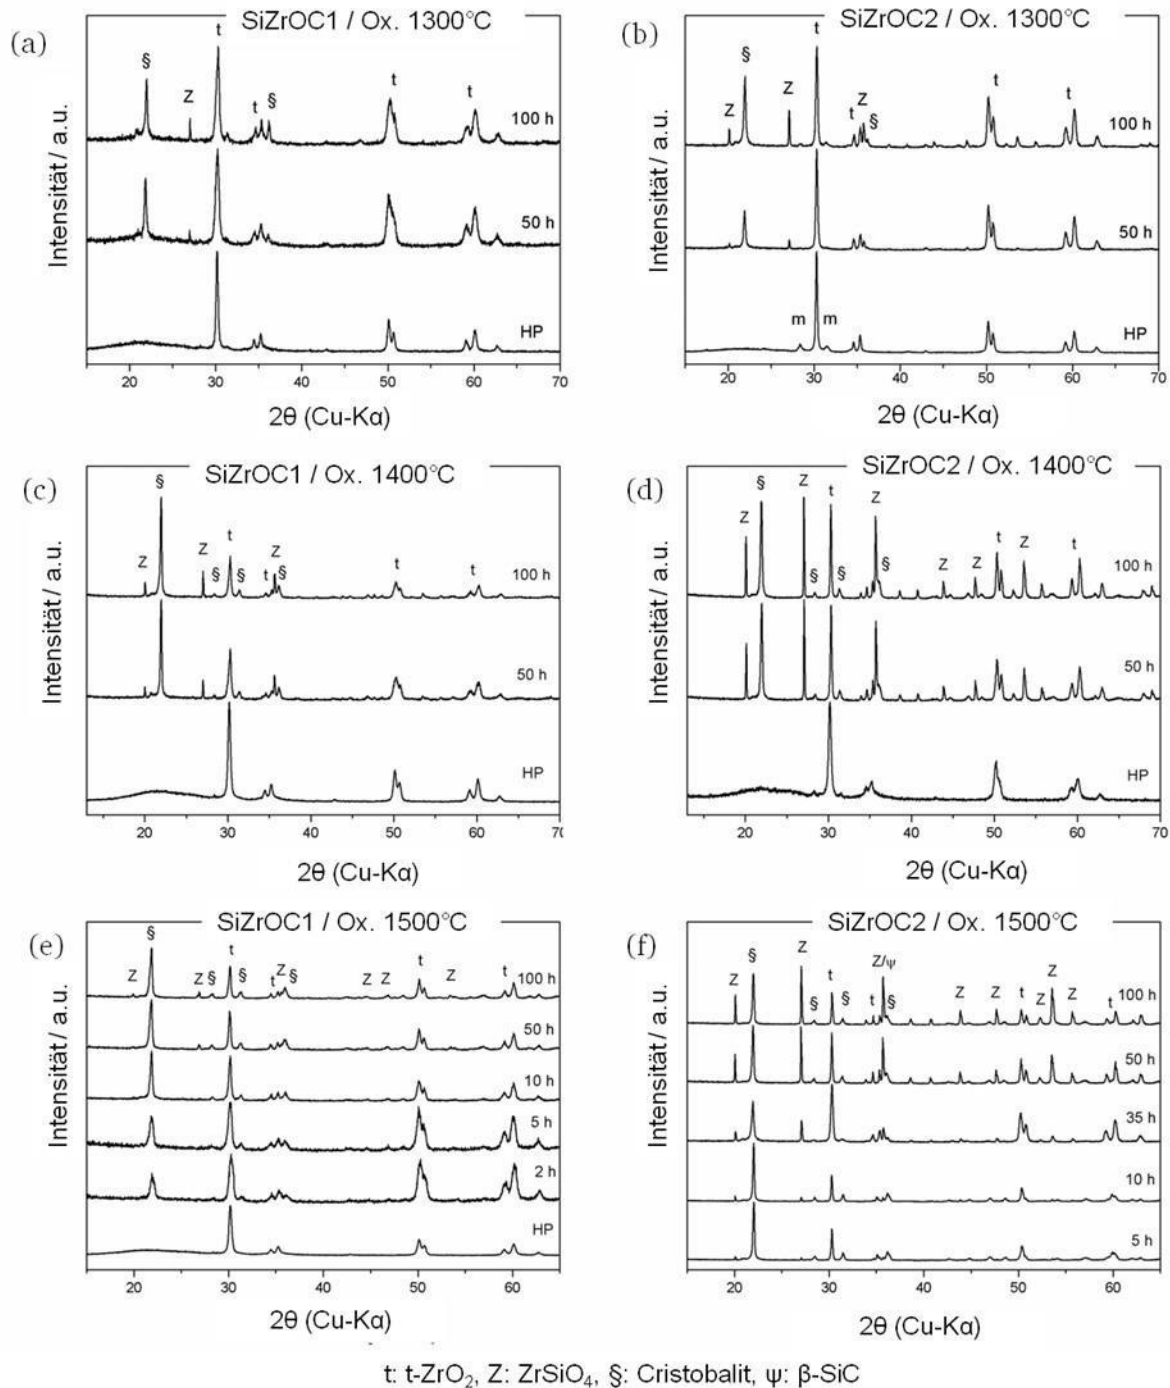 (a)
SiZrOC1 / Ox. 1300°C
Intensität / a.u.
§
Z
t
t
§
t
t
100 h
50 h
HP
20 30 40 50 60 70
2θ (Cu-Kα)
(b)
SiZrOC2 / Ox. 1300°C
Intensität / a.u.
Z
§
Z
t
t
Z
§
t
t
100 h
50 h
m
m
HP
20 30 40 50 60 70
2θ (Cu-Kα)
(c)
SiZrOC1 / Ox. 1400°C
Intensität / a.u.
Z
§
Z
§
t
§
t
Z
§
t
t
100 h
50 h
HP
20 30 40 50 60 70
2θ (Cu-Kα)
(d)
SiZrOC2 / Ox. 1400°C
Intensität / a.u.
Z
§
Z
§
t
§
Z
§
Z
Z
t
Z
t
100 h
50 h
HP
20 30 40 50 60 70
2θ (Cu-Kα)
(e)
SiZrOC1 / Ox. 1500°C
Intensität / a.u.
Z
§
Z
§
t
§
t
Z
§
Z
Z
t
Z
t
100 h
50 h
10 h
5 h
2 h
HP
20 30 40 50 60
2θ (Cu-Kα)
(f)
SiZrOC2 / Ox. 1500°C
Intensität / a.u.
Z
§
Z
§
t
§
t
Z/ψ
§
Z
Z
t
Z
Z
Z
t
100 h
50 h
35 h
10 h
5 h
20 30 40 50 60
2θ (Cu-Kα)
t: t-ZrO₂, Z: ZrSiO₄, §: Cristobalit, ψ: β-SiC